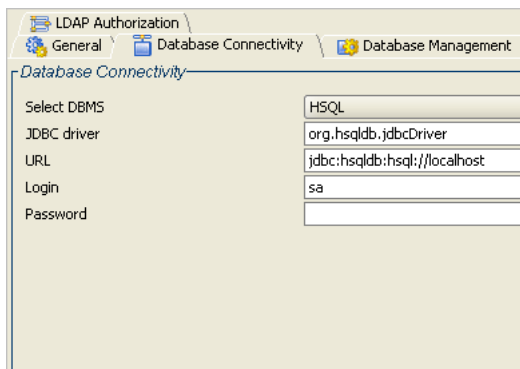 LDAP Authorization
General Database Connectivity Database Management
Database Connectivity
Select DBMS HSQL
JDBC driver org.hsqldb.jdbcDriver
URL jdbc:hsqldb:hsql://localhost
Login sa
Password